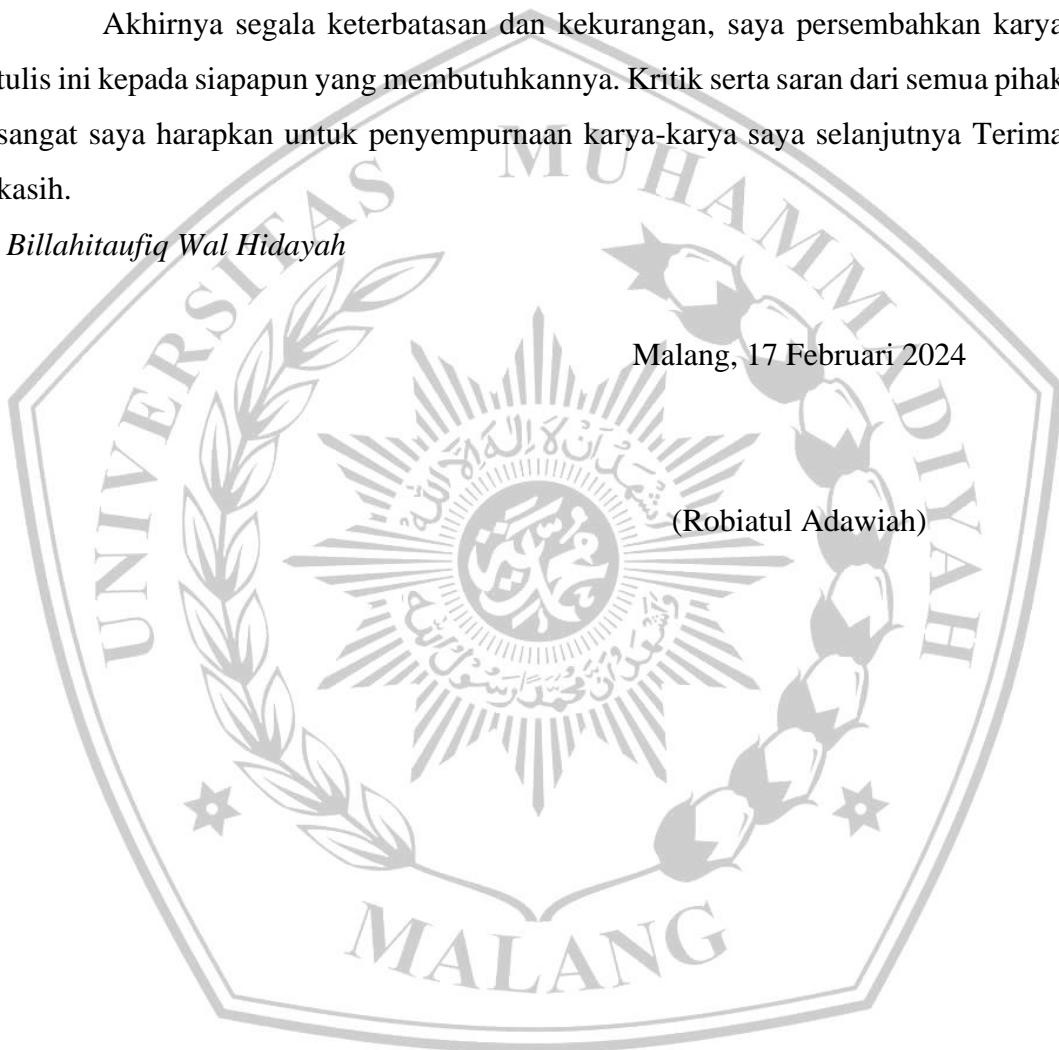 Akhirnya segala keterbatasan dan kekurangan, saya persembahkan karya
tulis ini kepada siapapun yang membutuhkannya. Kritik serta saran dari semua pihak
sangat saya harapkan untuk penyempurnaan karya-karya saya selanjutnya Terima
kasih.
Billahitaufiq Wal Hidayah
Malang, 17 Februari 2024
(Robiatul Adawiah)
UNIVERSITAS MUHAMMADIYAH
MALANG